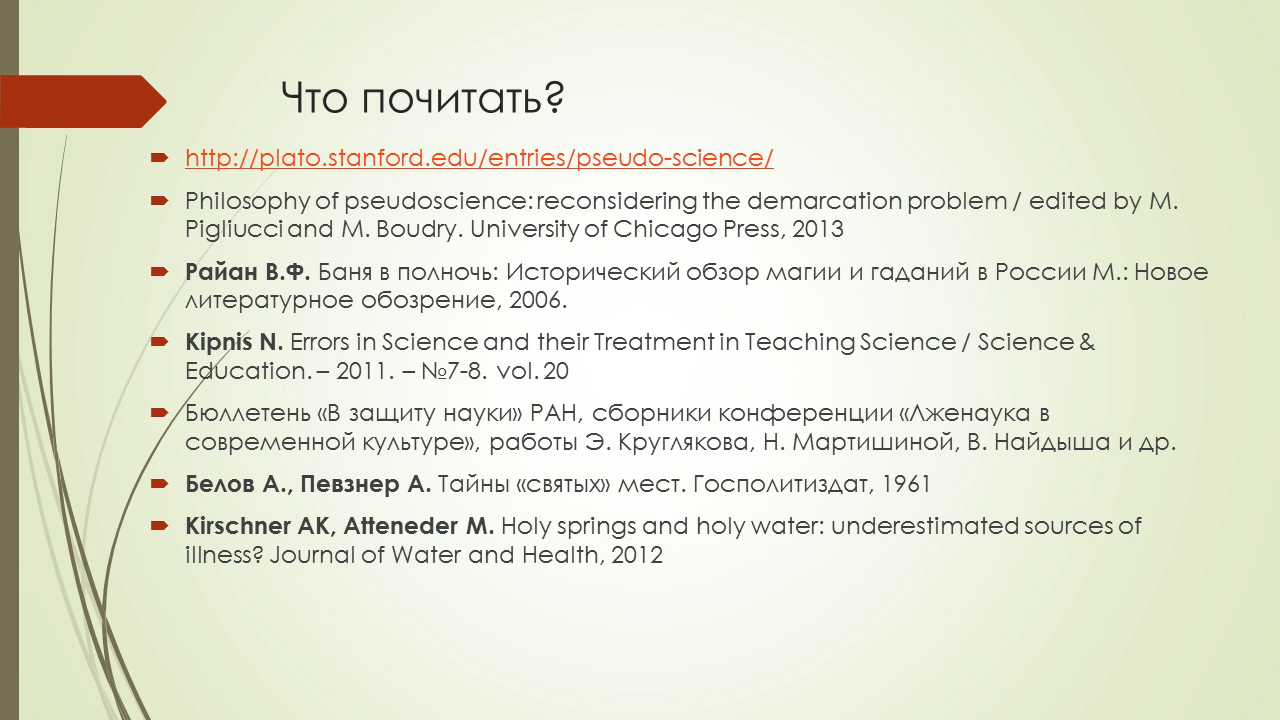 Что почитать?
http://plato.stanford.edu/entries/pseudo-science/
Philosophy of pseudoscience: reconsidering the demarcation problem / edited by M.
Pigliucci and M. Boudry. University of Chicago Press, 2013
Райан В.Ф. Баня в полночь: Исторический обзор магии и гаданий в России М.: Новое
литературное обозрение, 2006.
Kipnis N. Errors in Science and their Treatment in Teaching Science / Science &
Education. – 2011. – №7-8. vol. 20
Бюллетень «В защиту науки» РАН, сборники конференции «Лженаука в
современной культуре», работы Э. Круглякова, Н. Мартишиной, В. Найдыша и др.
Белов А., Певзнер А. Тайны «святых» мест. Госполитиздат, 1961
Kirschner AK, Atteneder M. Holy springs and holy water: underestimated sources of
illness? Journal of Water and Health, 2012